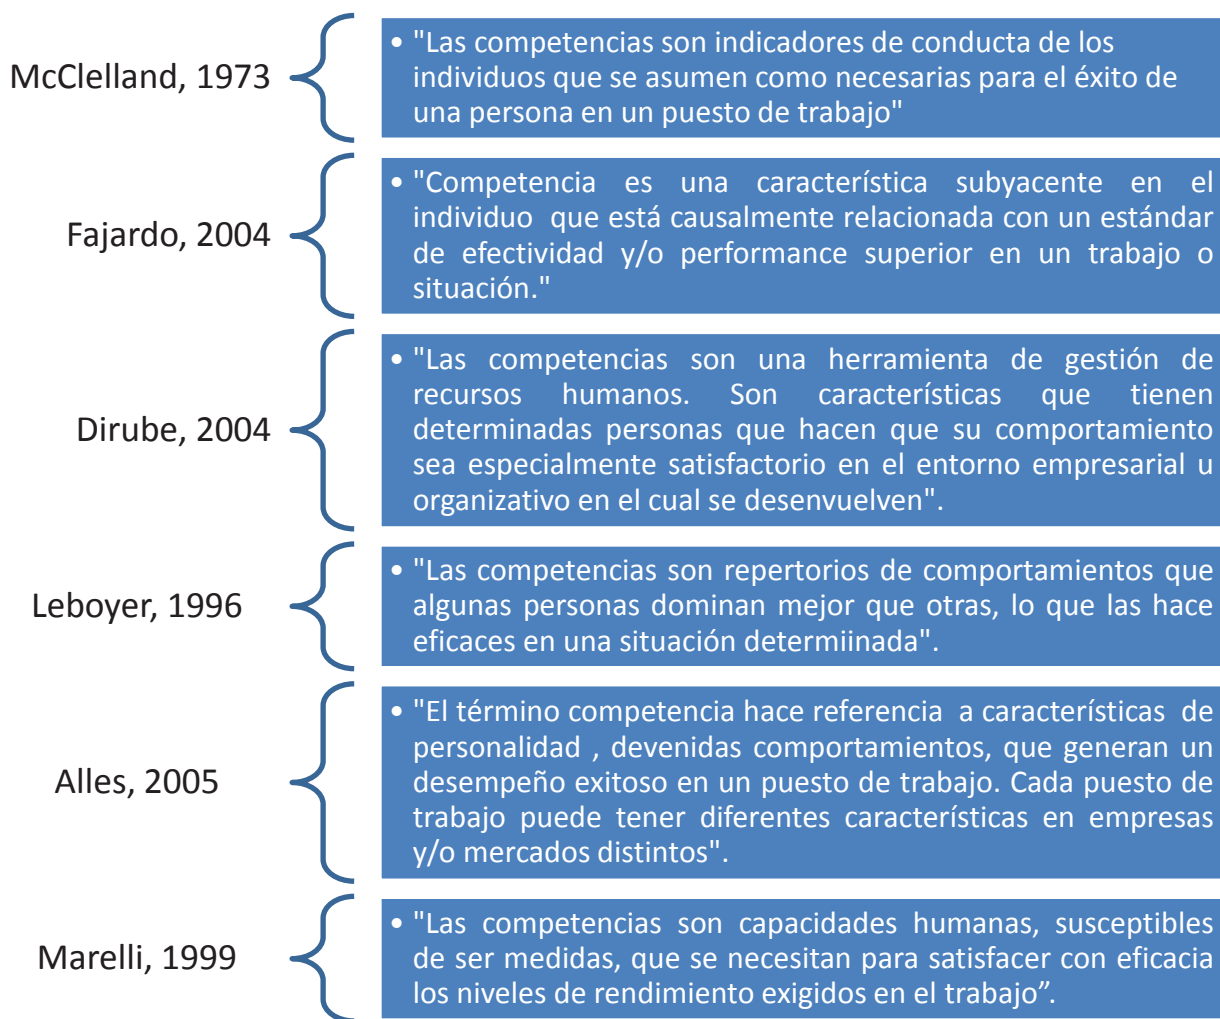 McClelland, 1973
• "Las competencias son indicadores de conducta de los
individuos que se asumen como necesarias para el éxito de
una persona en un puesto de trabajo"
Fajardo, 2004
• "Competencia es una característica subyacente en el
individuo que está causalmente relacionada con un estándar
de efectividad y/o performance superior en un trabajo o
situación."
Dirube, 2004
• "Las competencias son una herramienta de gestión de
recursos humanos. Son características que tienen
determinadas personas que hacen que su comportamiento
sea especialmente satisfactorio en el entorno empresarial u
organizativo en el cual se desenvuelven".
Leboyer, 1996
• "Las competencias son repertorios de comportamientos que
algunas personas dominan mejor que otras, lo que las hace
eficaces en una situación determiinada".
Alles, 2005
• "El término competencia hace referencia a características de
personalidad , devenidas comportamientos, que generan un
desempeño exitoso en un puesto de trabajo. Cada puesto de
trabajo puede tener diferentes características en empresas
y/o mercados distintos".
Marelli, 1999
• "Las competencias son capacidades humanas, susceptibles
de ser medidas, que se necesitan para satisfacer con eficacia
los niveles de rendimiento exigidos en el trabajo”.